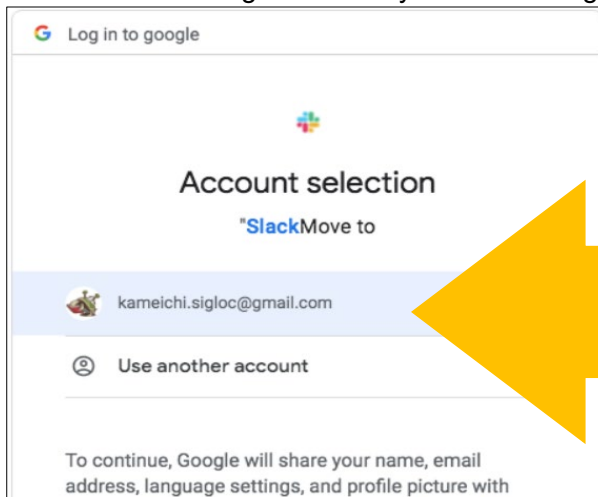 Log in to google
Account selection
"SlackMove to
kameichi.sigloc@gmail.com
Use another account
To continue, Google will share your name, email
address, language settings, and profile picture with